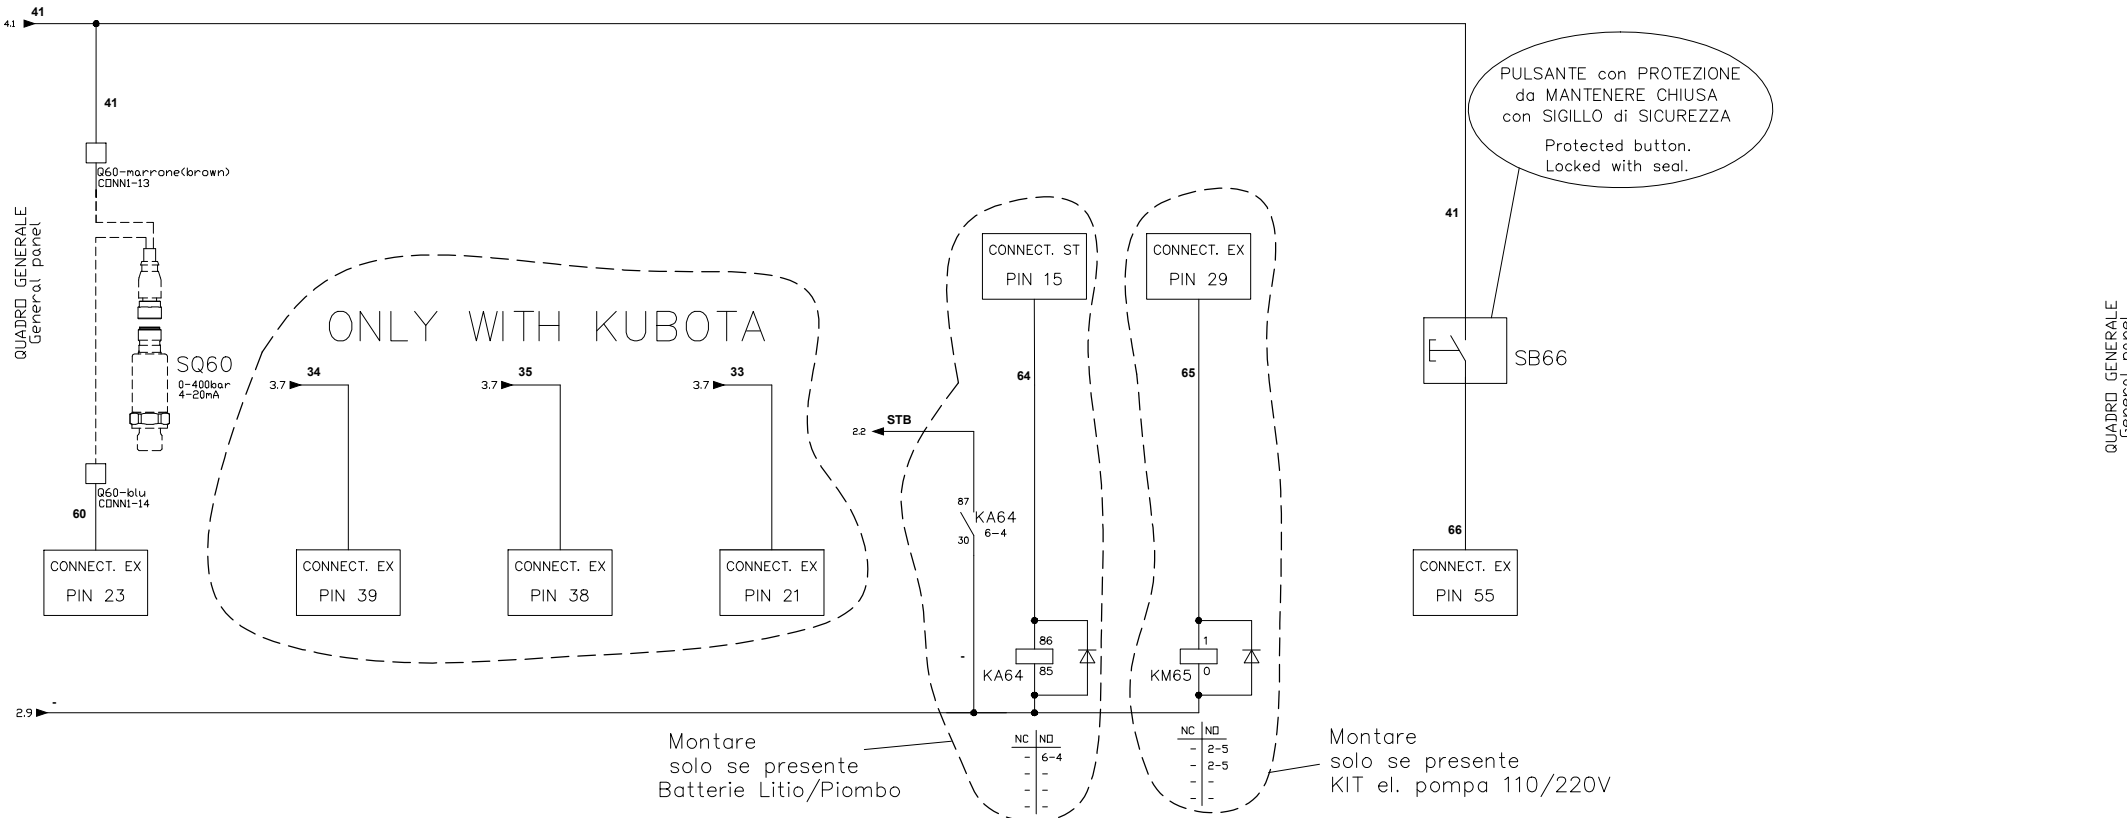 4.1
41
41
Q60-marrone(brown)
CONN1-13
QUADRO GENERALE
General panel
SQ60
0-400bar
4-20mA
Q60-blu
CONN1-14
60
CONNECT. EX
PIN 23
ONLY WITH KUBOTA
3.7
34
CONNECT. EX
PIN 39
3.7
35
CONNECT. EX
PIN 38
3.7
33
CONNECT. EX
PIN 21
2.2
STB
87
KA64
6-4
30
-
CONNECT. ST
PIN 15
64
86
KA64
85
CONNECT. EX
PIN 29
65
1
KM65
0
2.9
-
NC NO
- 6-4
- -
- -
- -
NC NO
- 2-5
- 2-5
- -
- -
Montare
solo se presente
Batterie Litio/Piombo
Montare
solo se presente
KIT el. pompa 110/220V
PULSANTE con PROTEZIONE
da MANTENERE CHIUSA
con SIGILLO di SICUREZZA
Protected button.
Locked with seal.
41
SB66
66
CONNECT. EX
PIN 55
QUADRO GENERALE
General panel